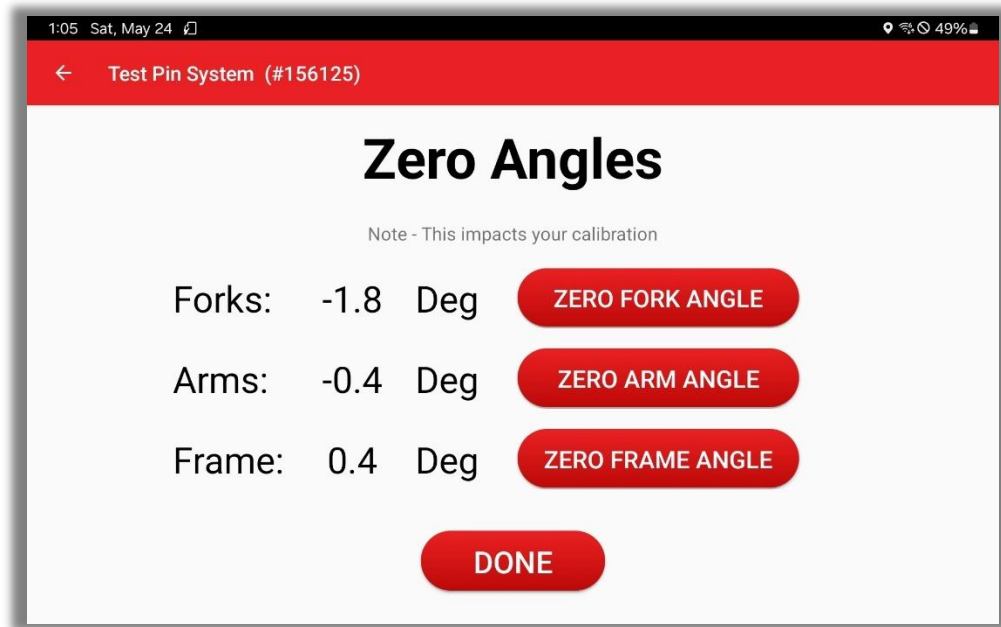 1:05 Sat, May 24 49%
Test Pin System (#156125)
Zero Angles
Note - This impacts your calibration
Forks: -1.8 Deg ZERO FORK ANGLE
Arms: -0.4 Deg ZERO ARM ANGLE
Frame: 0.4 Deg ZERO FRAME ANGLE
DONE